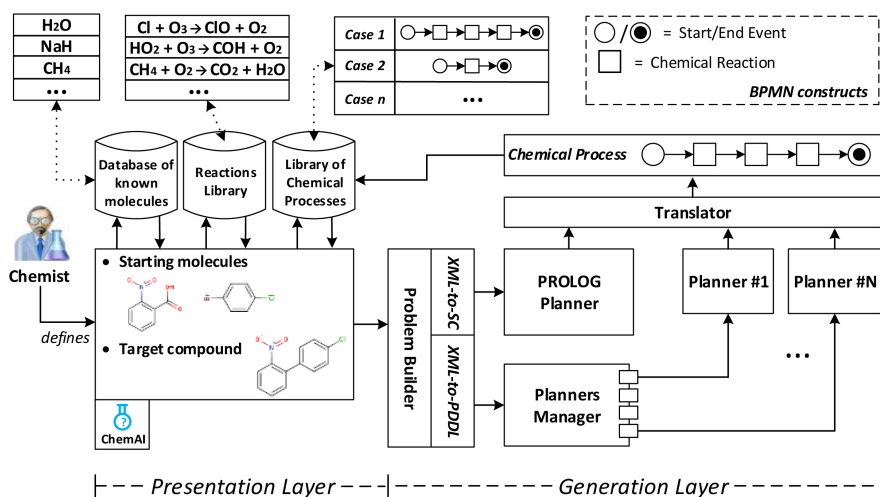 H2O
NaH
CH4
...
Cl + O3→ClO + O2
HO2 + O3→COH + O2
CH4 + O2→CO2 + H2O
...
Case 1
Case 2
Case n
...
/ = Start/End Event
= Chemical Reaction
BPMN constructs
Database of
known
molecules
Reactions
Library
Library of
Chemical
Processes
Chemical Process
Translator
Chemist
defines
• Starting molecules
• Target compound
ChemAI
Problem Builder
XML-to-SC
XML-to-PDDL
PROLOG
Planner
Planner #1
Planner #N
...
Planners
Manager
Presentation Layer
Generation Layer